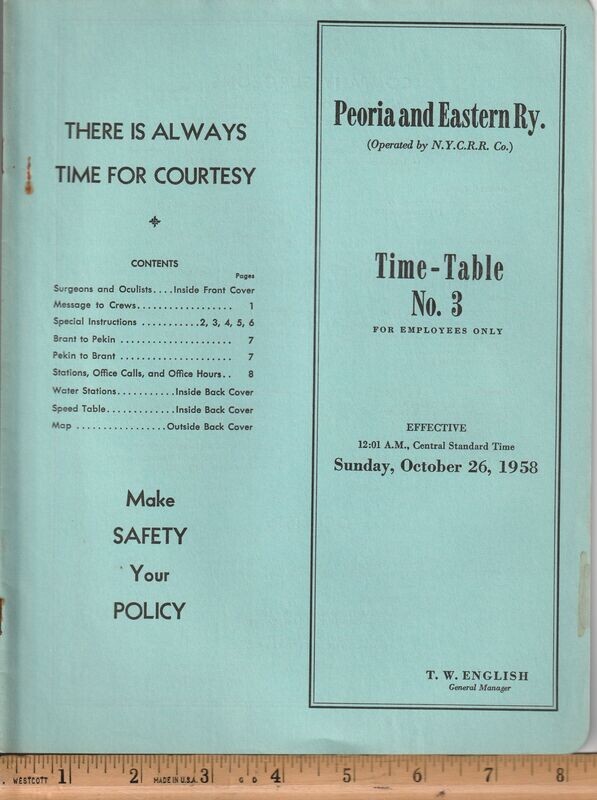 THERE IS ALWAYS
TIME FOR COURTESY
CONTENTS
Pages
Surgeons and Oculists....Inside Front Cover
Message to Crews.................. 1
Special Instructions ...........2, 3, 4, 5, 6
Brant to Pekin ..................... 7
Pekin to Brant ..................... 7
Stations, Office Calls, and Office Hours.. 8
Water Stations...........Inside Back Cover
Speed Table.............Inside Back Cover
Map .................Outside Back Cover
Make
SAFETY
Your
POLICY
Peoria and Eastern Ry.
(Operated by N.Y.C.R.R. Co.)
Time-Table
No. 3
FOR EMPLOYEES ONLY
EFFECTIVE
12:01 A.M., Central Standard Time
Sunday, October 26, 1958
T. W. ENGLISH
General Manager
1 2 3 4 5 6 7 8
WESTCOTT MADE IN U.S.A.